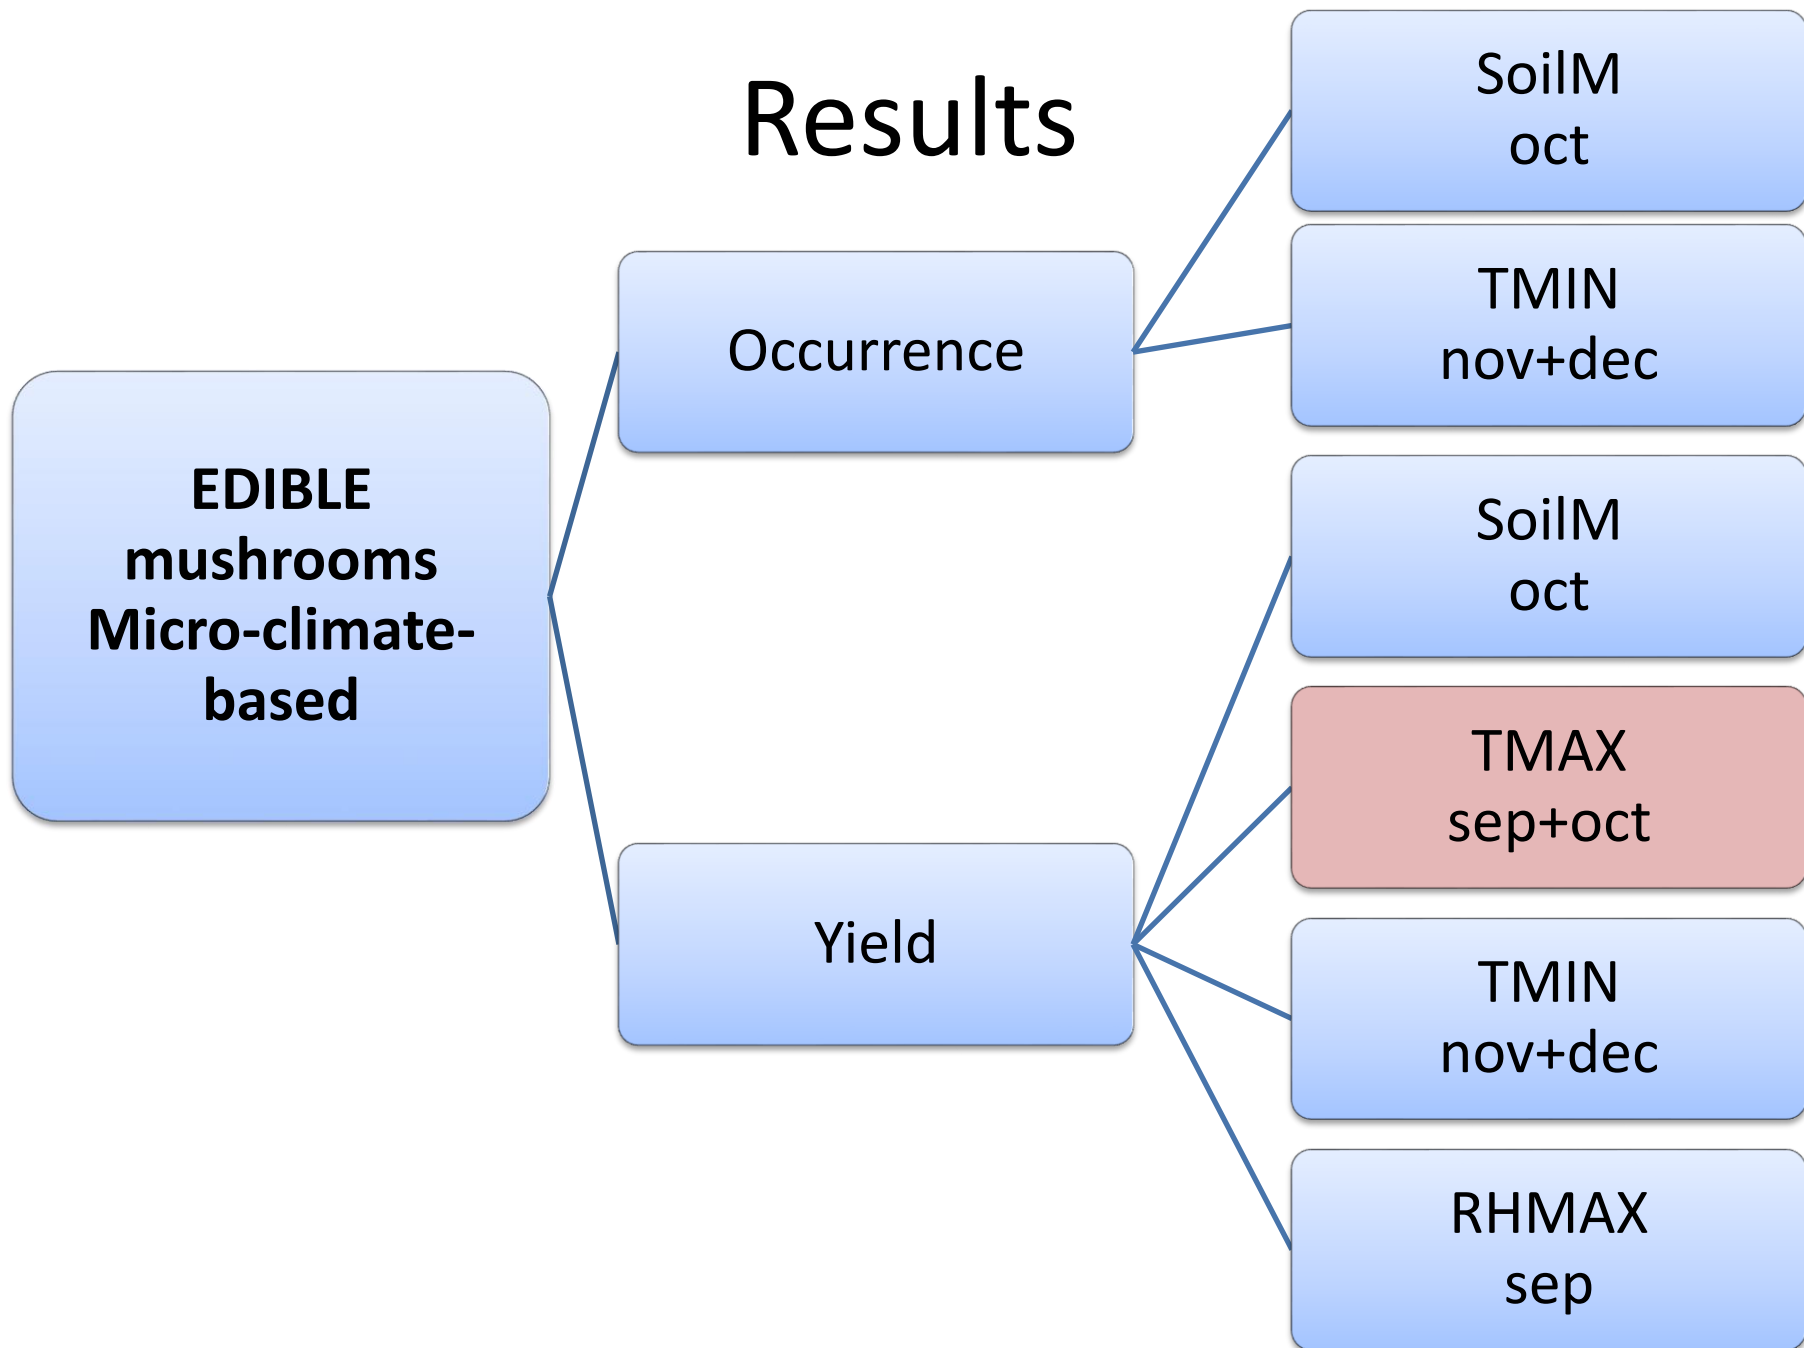 Results
EDIBLE
mushrooms
Micro-climate-
based
Occurrence
SoilM
oct
TMIN
nov+dec
Yield
SoilM
oct
TMAX
sep+oct
TMIN
nov+dec
RHMAX
sep